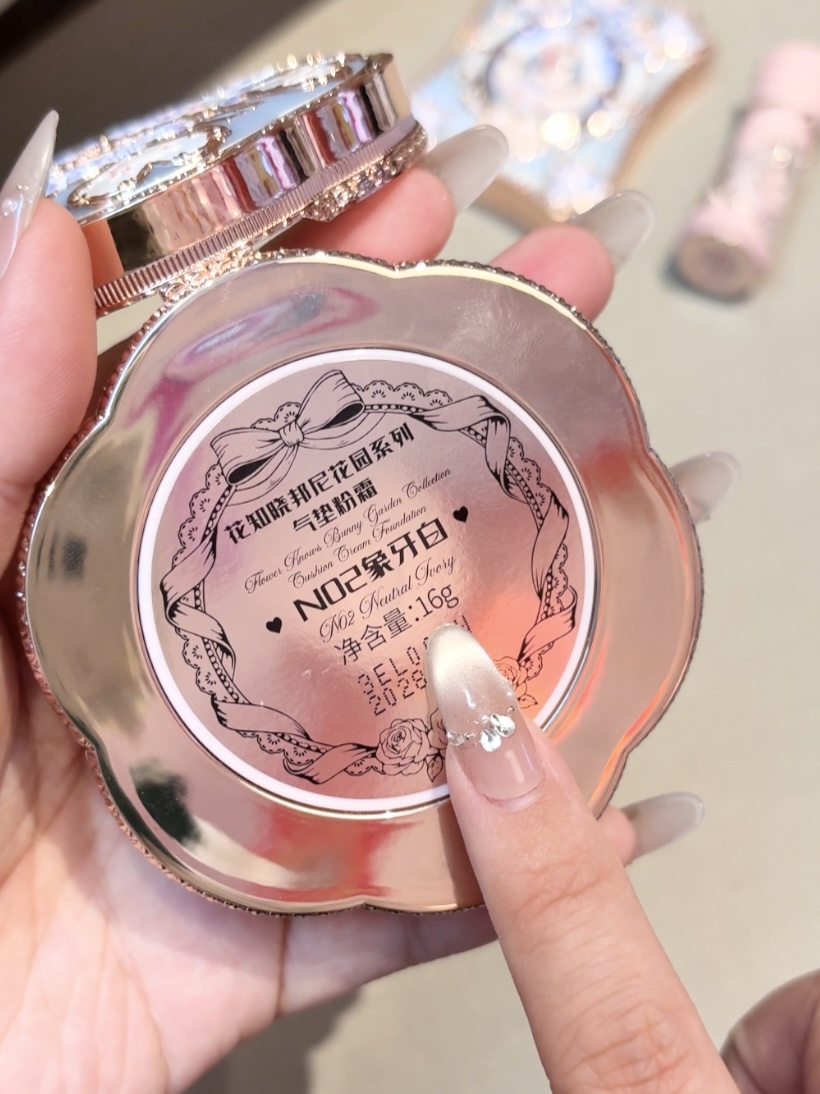 花知晓邦尼花园系列
气垫粉霜
Flower Knows Bunny Garden Collection
Cushion Cream Foundation
N02象牙白
N02 Neutral Ivory
净含量:16g